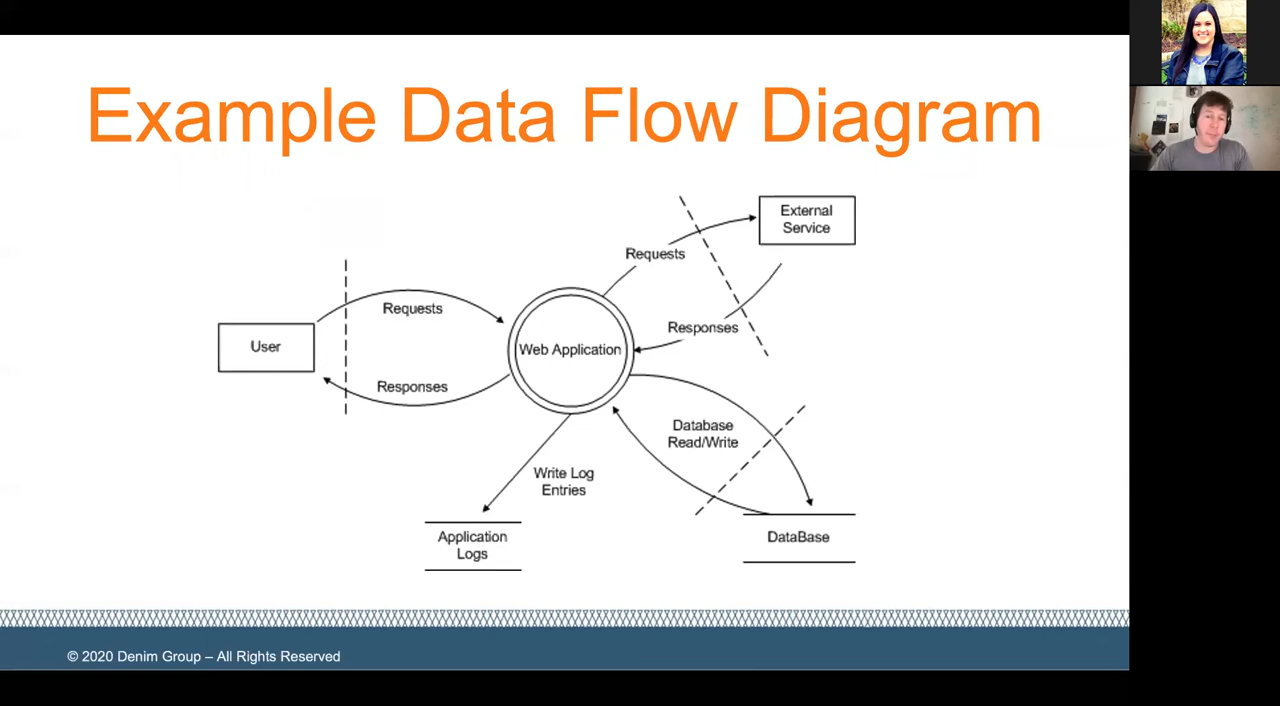 Example Data Flow Diagram
External
Service
Requests
Requests
Responses
User
Web Application
Responses
Database
Read/Write
Write Log
Entries
Application
Logs
DataBase
© 2020 Denim Group – All Rights Reserved